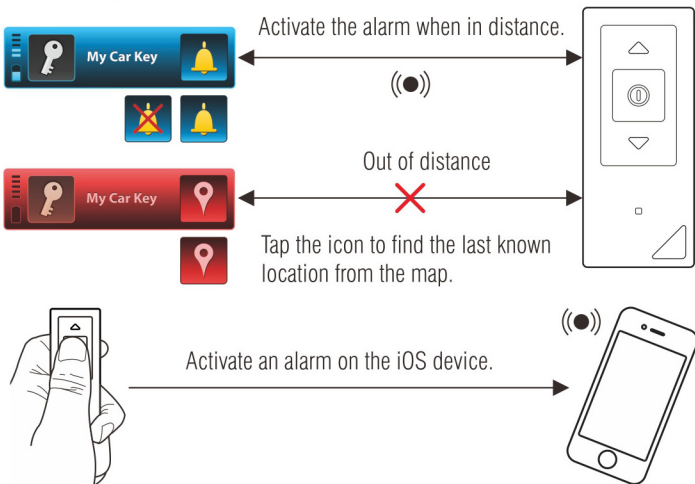 Activate the alarm when in distance.
My Car Key
Out of distance
My Car Key
Tap the icon to find the last known
location from the map.
Activate an alarm on the iOS device.